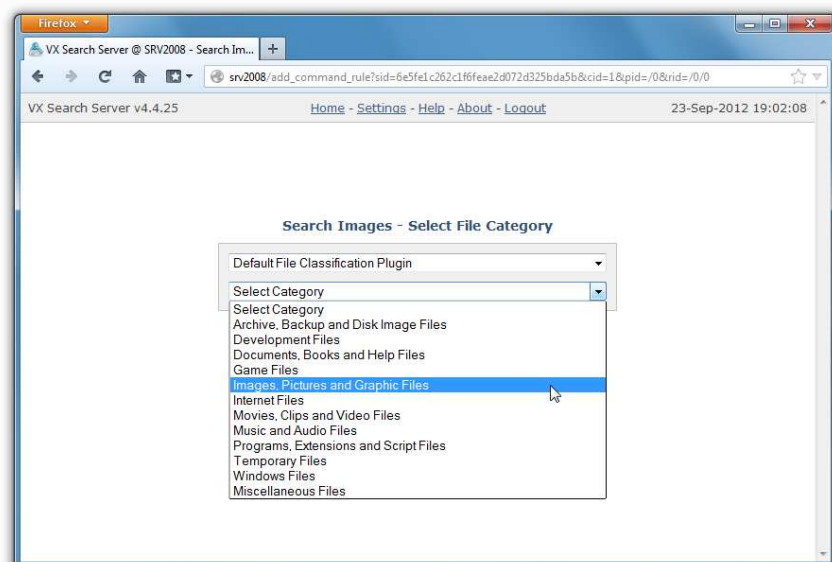 Firefox
VX Search Server @ SRV2008 - Search Im...
srv2008/add_command_rule?sid=6e5fe1c262c1f6feae2d072d325bda5b&cid=1&pid=/0&rid=/0/0
VX Search Server v4.4.25 Home - Settings - Help - About - Logout 23-Sep-2012 19:02:08
Search Images - Select File Category
Default File Classification Plugin
Select Category
Select Category
Archive, Backup and Disk Image Files
Development Files
Documents, Books and Help Files
Game Files
Images, Pictures and Graphic Files
Internet Files
Movies, Clips and Video Files
Music and Audio Files
Programs, Extensions and Script Files
Temporary Files
Windows Files
Miscellaneous Files